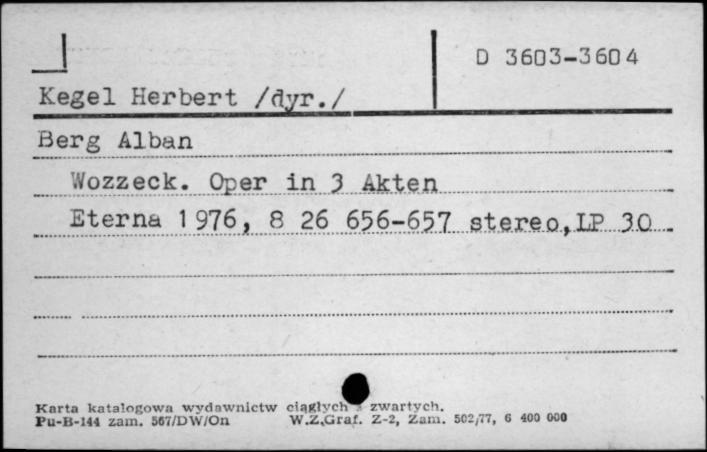 D 3603-3604
Kegel Herbert /dyr./
Berg Alban
Wozzeck. Oper in 3 Akten
Eterna 1976, 8 26 656-657 stereo, LP 30
Karta katalogowa wydawnictw ciągłych zwartych.
Pu-B-144 zam. 567/DW/On W.Z.Graf. Z-2, Zam. 502/77, 6 400 000